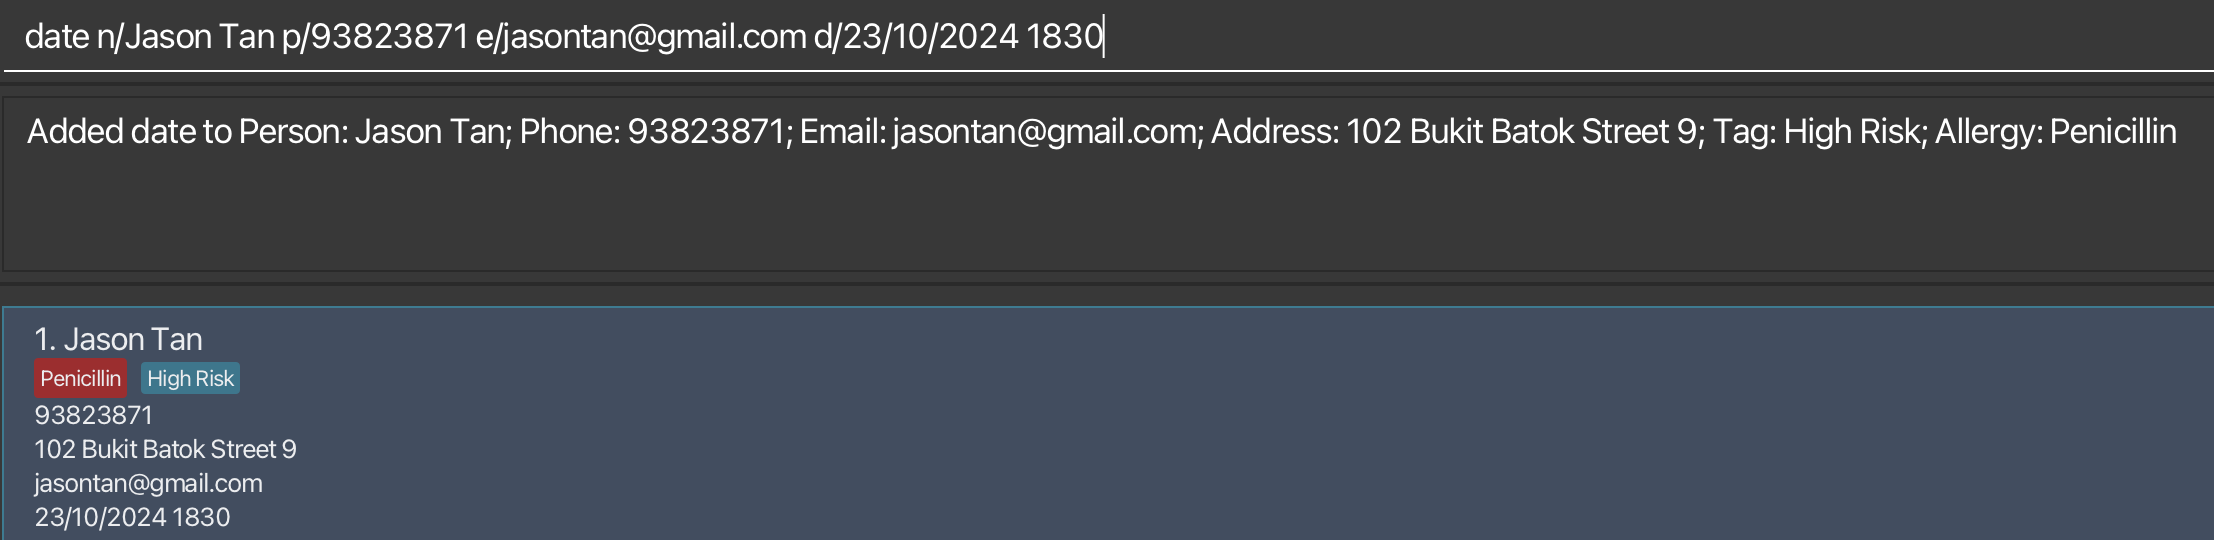 date n/Jason Tan p/93823871 e/jasontan@gmail.com d/23/10/2024 1830
Added date to Person: Jason Tan; Phone: 93823871; Email: jasontan@gmail.com; Address: 102 Bukit Batok Street 9; Tag: High Risk; Allergy: Penicillin
1. Jason Tan
Penicillin High Risk
93823871
102 Bukit Batok Street 9
jasontan@gmail.com
23/10/2024 1830